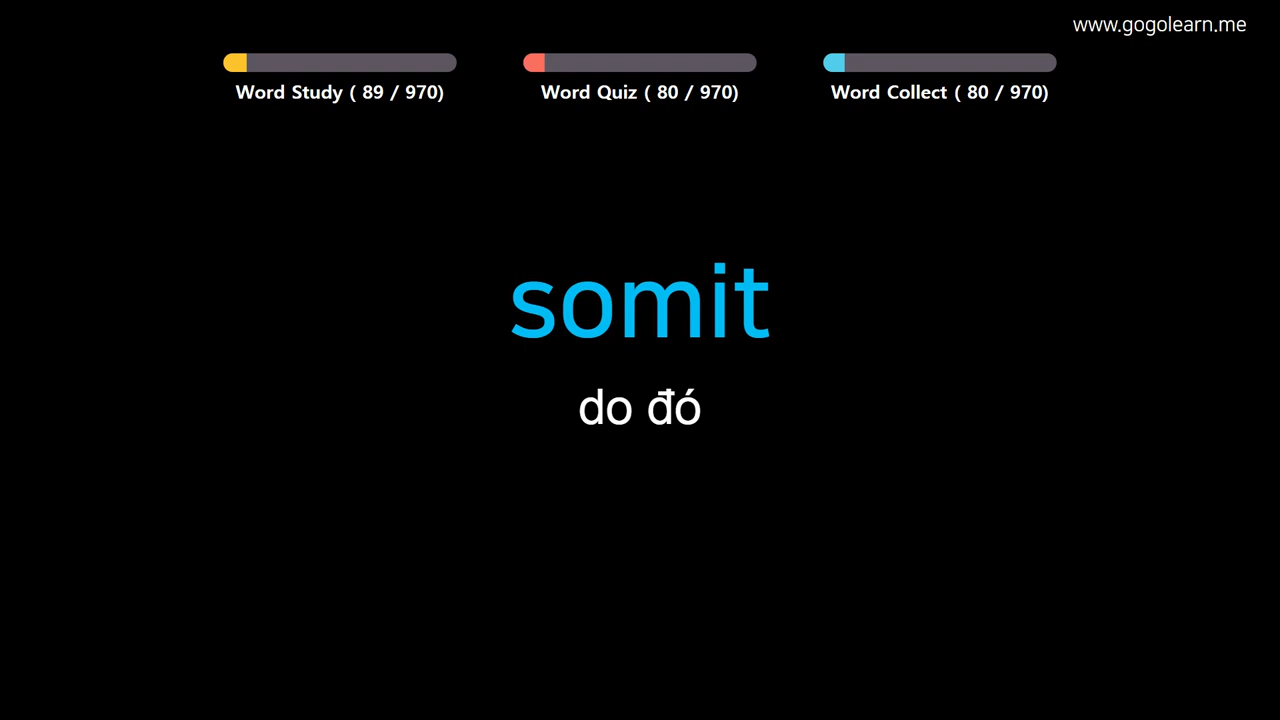 www.gogolearn.me
Word Study ( 89 / 970)
Word Quiz ( 80 / 970)
Word Collect ( 80 / 970)
somit
do đó